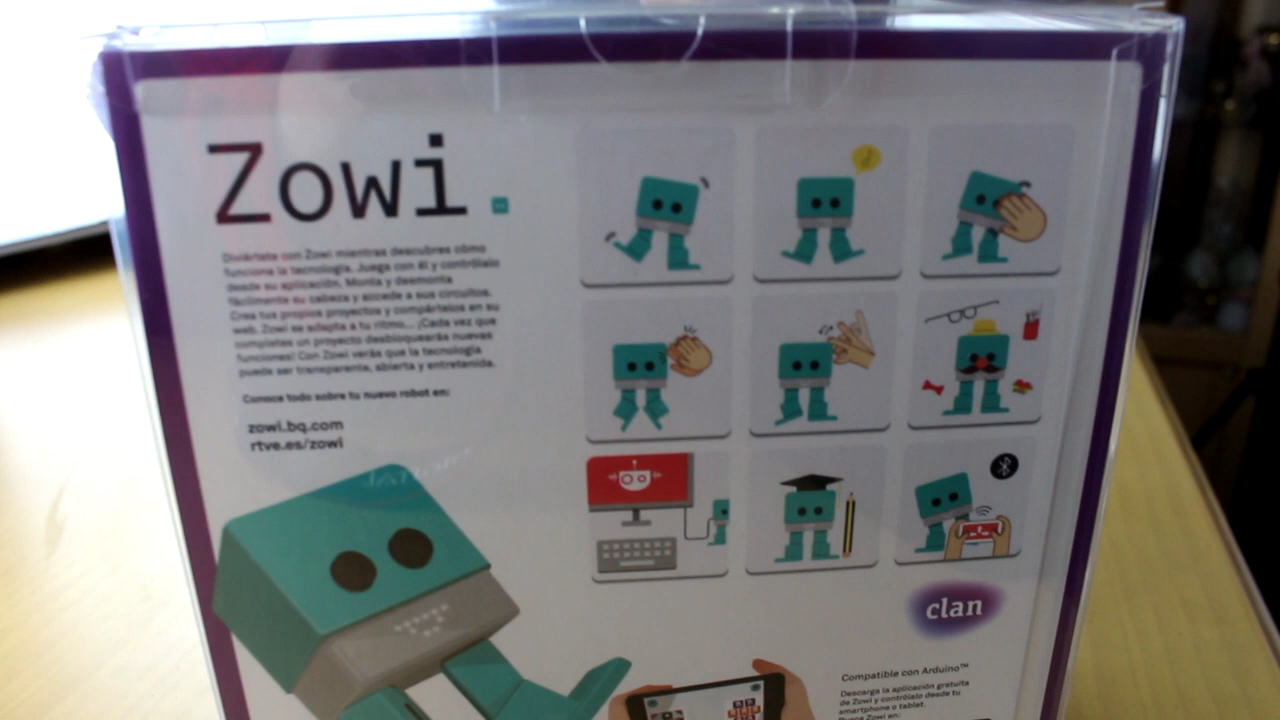 Zowi.
Diviértete con Zowi mientras descubres cómo
funciona la tecnología. Juega con él y contrólalo
desde su aplicación. Monta y desmonta
fácilmente su cabeza y accede a sus circuitos.
Crea tus propios proyectos y compártelos en su
web. Zowi se adapta a tu ritmo... ¡Cada vez que
completes un proyecto desbloquearás nuevas
funciones! Con Zowi verás que la tecnología
puede ser transparente, abierta y entretenida.
Conoce todo sobre tu nuevo robot en:
zowi.bq.com
rtve.es/zowi
clan
Compatible con Arduino™
Descarga la aplicación gratuita
de Zowi y contrólalo desde tu
smartphone o tablet.
Busca Zowi en: